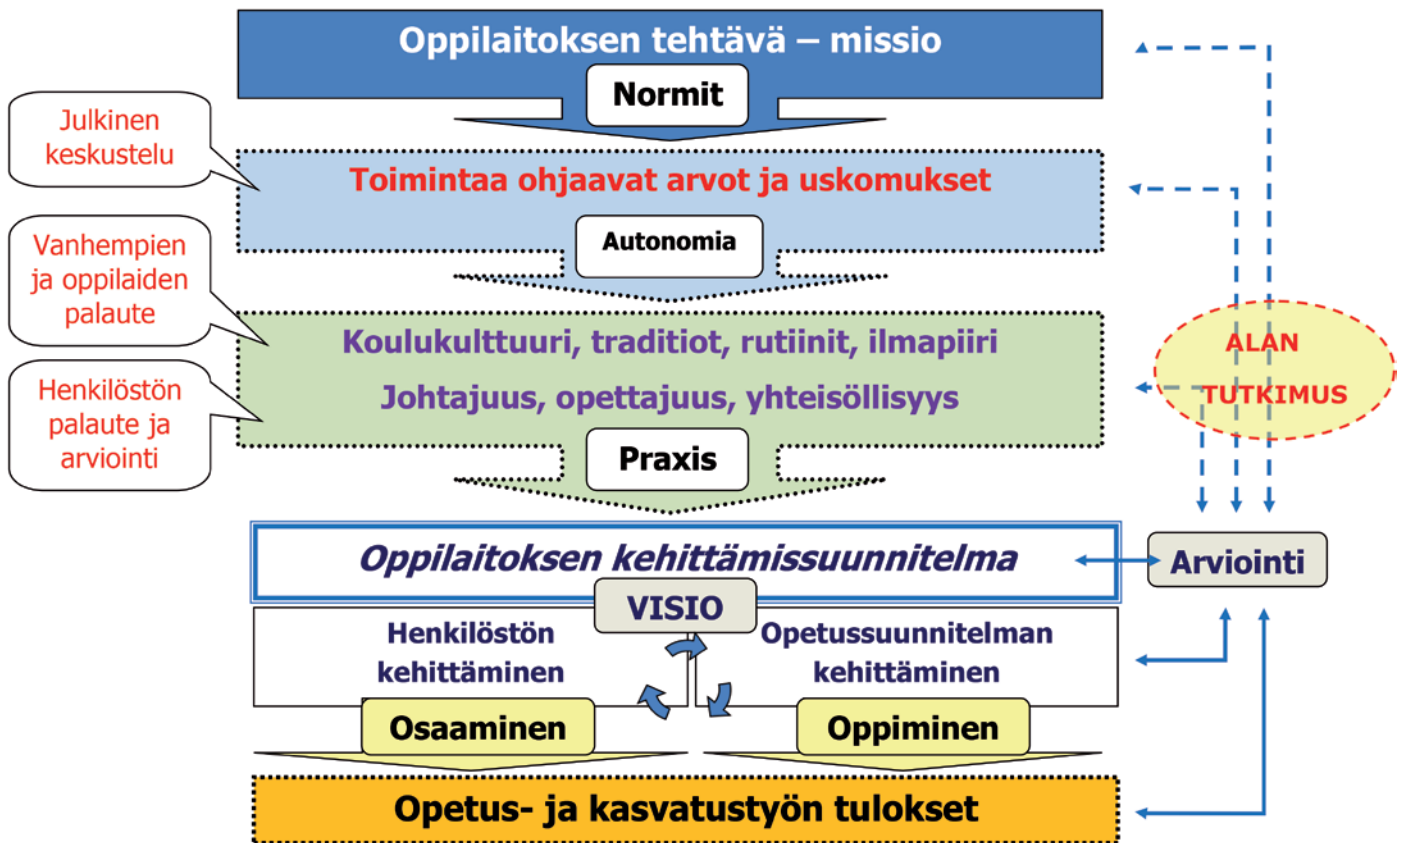 Oppilaitoksen tehtävä – missio
Normit
Julkinen
keskustelu
Toimintaa ohjaavat arvot ja uskomukset
Autonomia
Vanhempien
ja oppilaiden
palaute
Koulukulttuuri, traditiot, rutiinit, ilmapiiri
Johtajuus, opettajuus, yhteisöllisyys
Henkilöstön
palaute ja
arviointi
Praxis
ALAN
TUTKIMUS
Oppilaitoksen kehittämissuunnitelma
Arviointi
VISIO
Henkilöstön
kehittäminen
Opetussuunnitelman
kehittäminen
Osaaminen
Oppiminen
Opetus- ja kasvatustyön tulokset